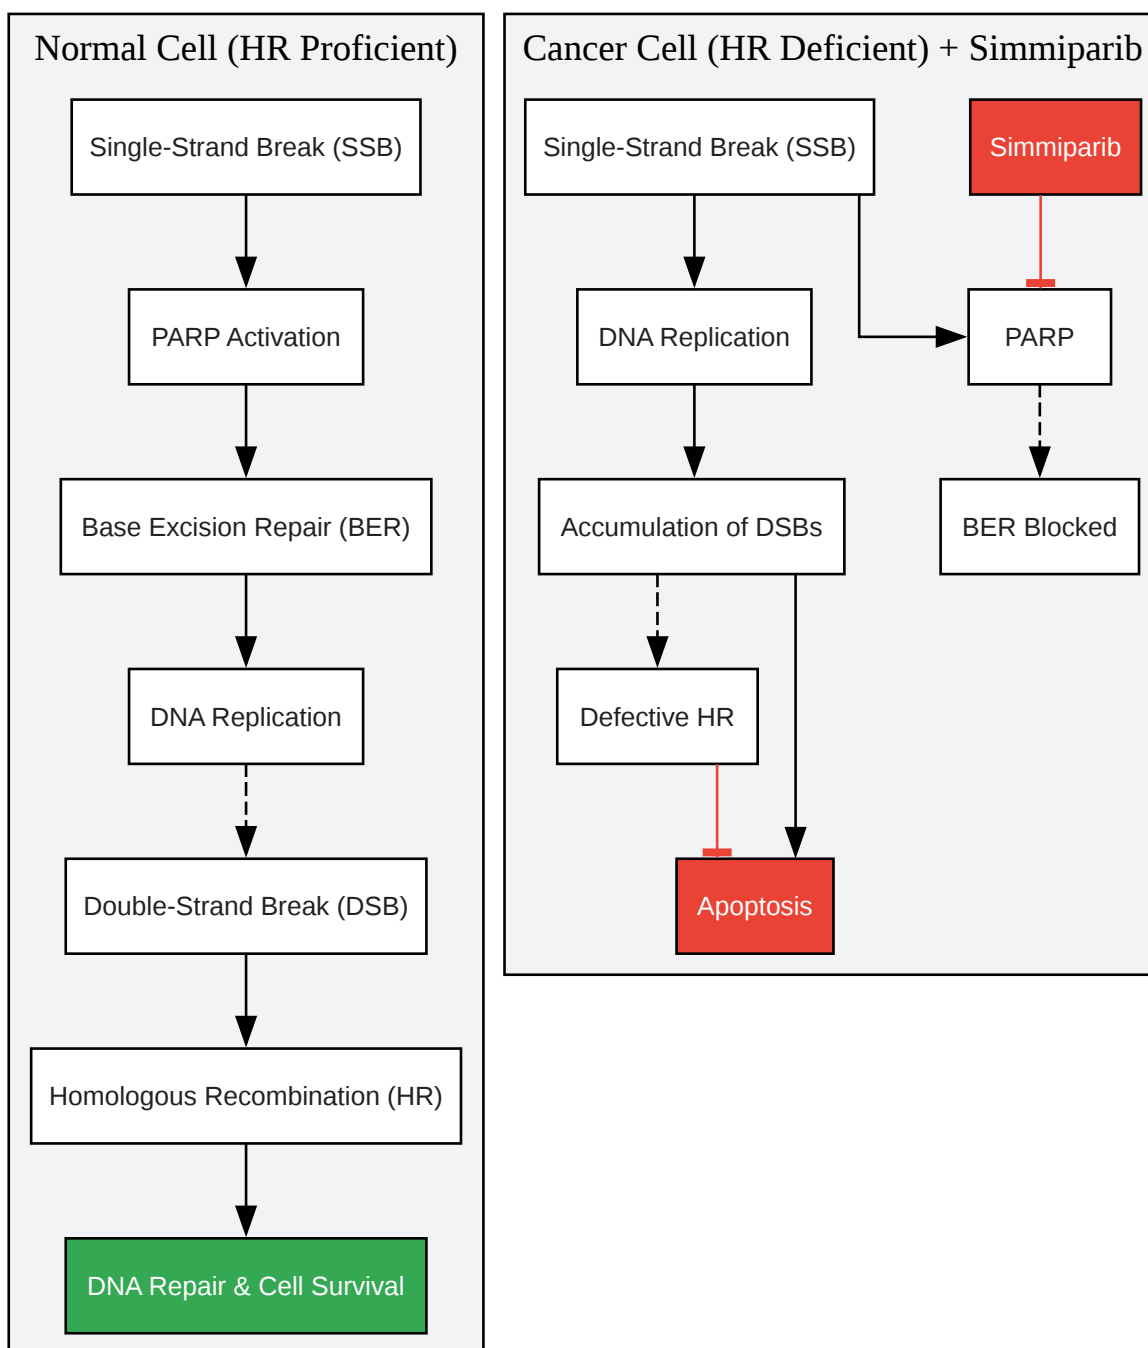 Normal Cell (HR Proficient)
Single-Strand Break (SSB)
PARP Activation
Base Excision Repair (BER)
DNA Replication
Double-Strand Break (DSB)
Homologous Recombination (HR)
DNA Repair & Cell Survival
Cancer Cell (HR Deficient) + Simmiparib
Single-Strand Break (SSB)
Simmiparib
DNA Replication
PARP
Accumulation of DSBs
BER Blocked
Defective HR
Apoptosis